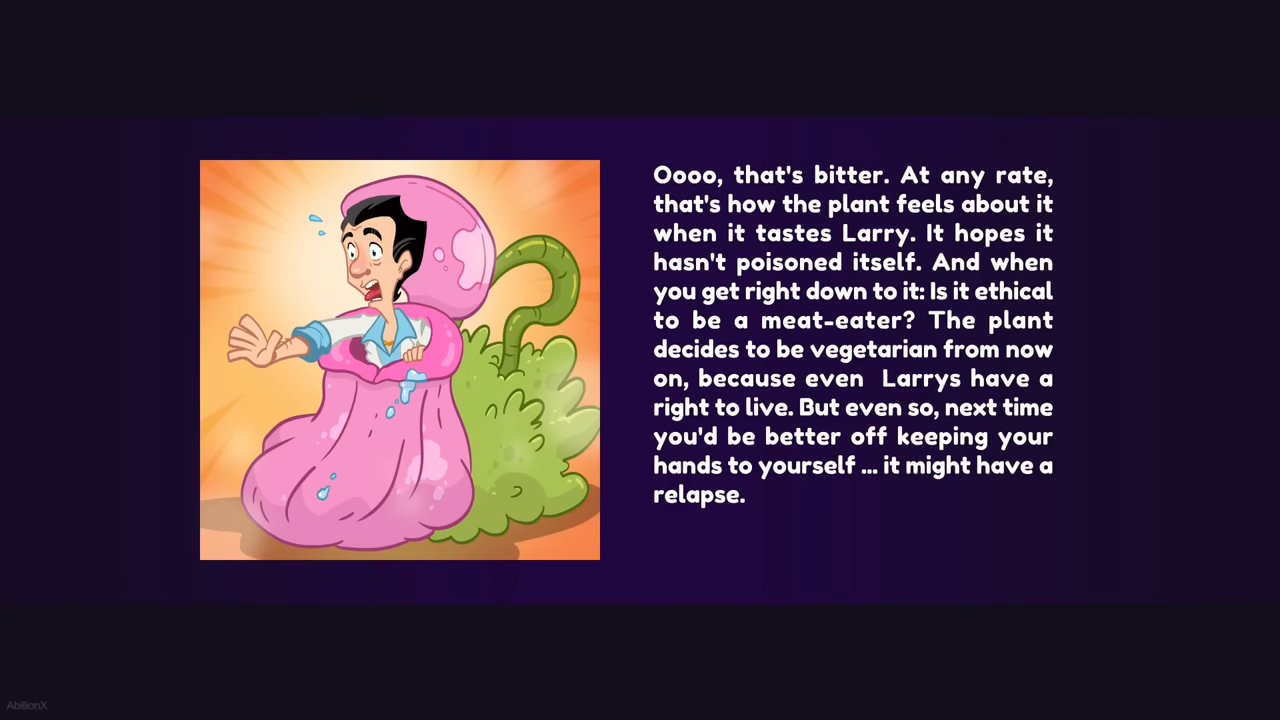 Oooo, that's bitter. At any rate,
that's how the plant feels about it
when it tastes Larry. It hopes it
hasn't poisoned itself. And when
you get right down to it: Is it ethical
to be a meat-eater? The plant
decides to be vegetarian from now
on, because even  Larrys have a
right to live. But even so, next time
you'd be better off keeping your
hands to yourself ... it might have a
relapse.
AbillionX